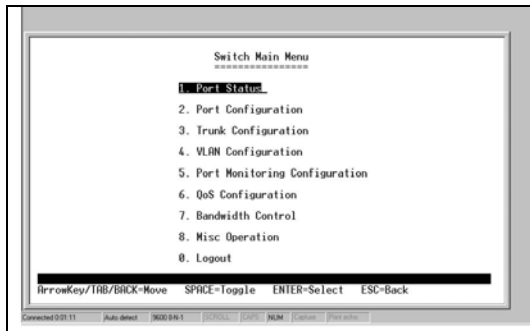 Switch Main Menu
================
1. Port Status
2. Port Configuration
3. Trunk Configuration
4. VLAN Configuration
5. Port Monitoring Configuration
6. QoS Configuration
7. Bandwidth Control
8. Misc Operation
0. Logout
ArrowKey/TAB/BACK=Move SPACE=Toggle ENTER=Select ESC=Back
Connected 0:01:11 Auto detect 9600 8-N-1 SCROLL CAPS NUM Capture Print echo